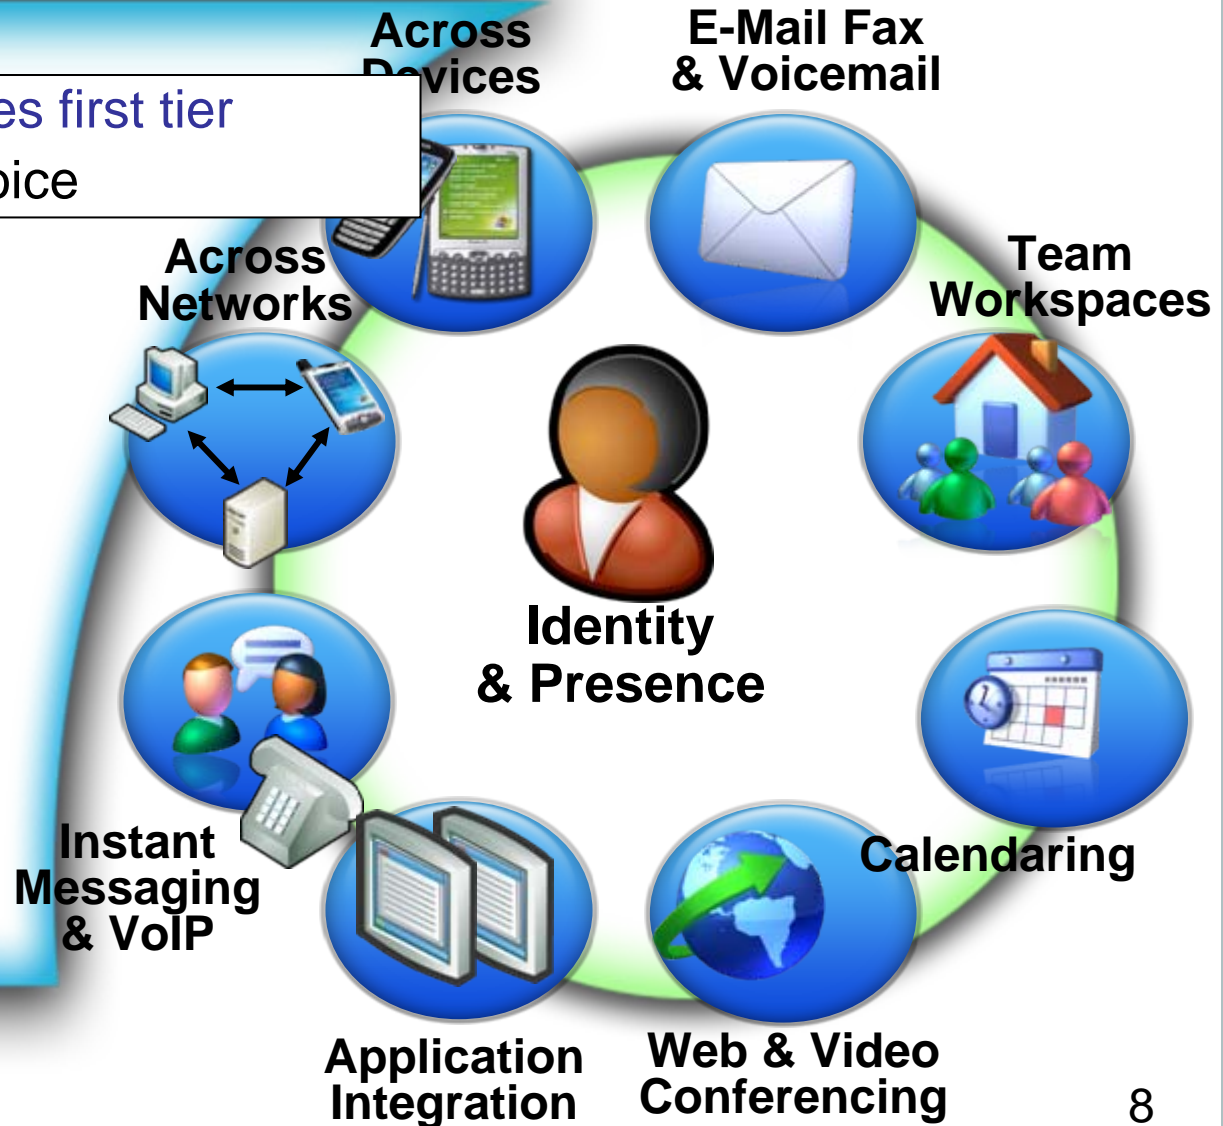 Across
Devices
E-Mail Fax
& Voicemail
es first tier
oice
Across
Networks
Team
Workspaces
Identity
& Presence
Instant
Messaging
& VoIP
Calendaring
Application
Integration
Web & Video
Conferencing
8